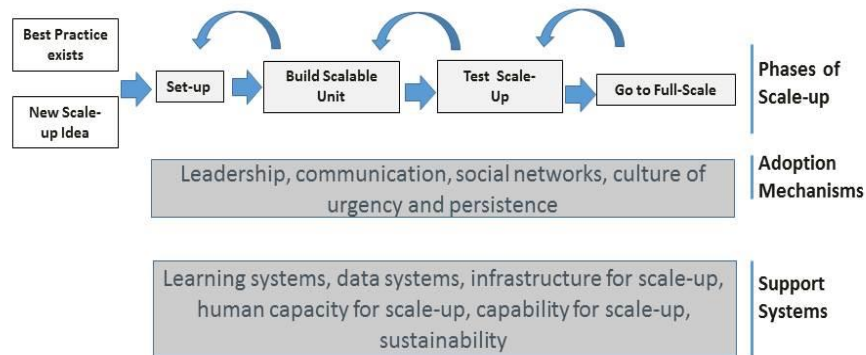 Best Practice
exists
New Scale-
up Idea
Set-up
Build Scalable
Unit
Test Scale-
Up
Go to Full-Scale
Phases of
Scale-up
Leadership, communication, social networks, culture of
urgency and persistence
Adoption
Mechanisms
Learning systems, data systems, infrastructure for scale-up,
human capacity for scale-up, capability for scale-up,
sustainability
Support
Systems